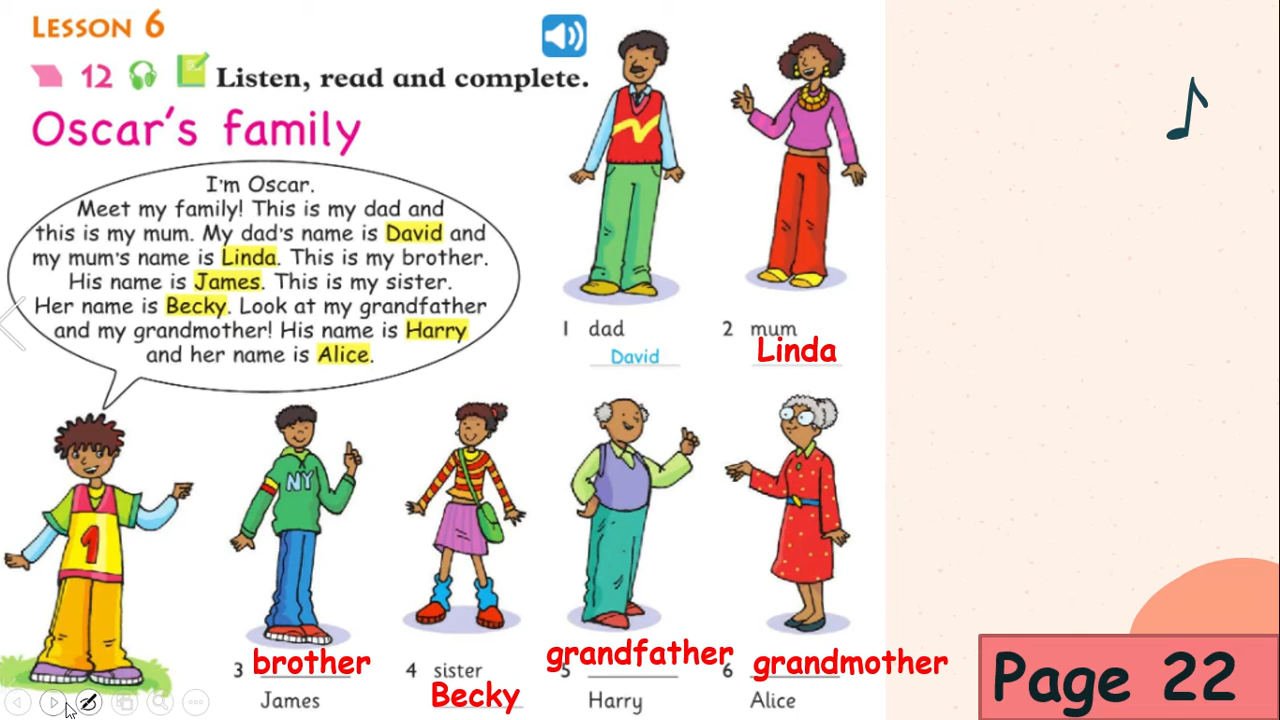 LESSON 6
12 Listen, read and complete.
Oscar's family
I'm Oscar.
Meet my family! This is my dad and
this is my mum. My dad's name is David and
my mum's name is Linda. This is my brother.
His name is James. This is my sister.
Her name is Becky. Look at my grandfather
and my grandmother! His name is Harry
and her name is Alice.
1 dad
David
2 mum
Linda
1
NY
3 brother
James
4 sister
Becky
5 grandfather
Harry
6 grandmother
Alice
Page 22